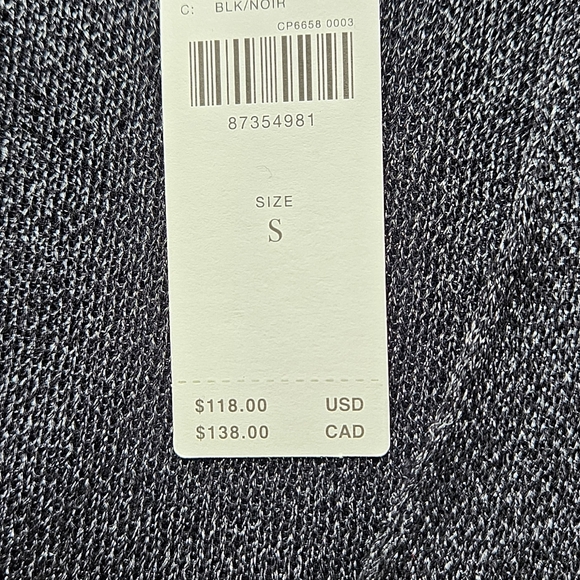 C: BLK/NOIR
CP6658 0003
87354981
SIZE
S
$118.00 USD
$138.00 CAD